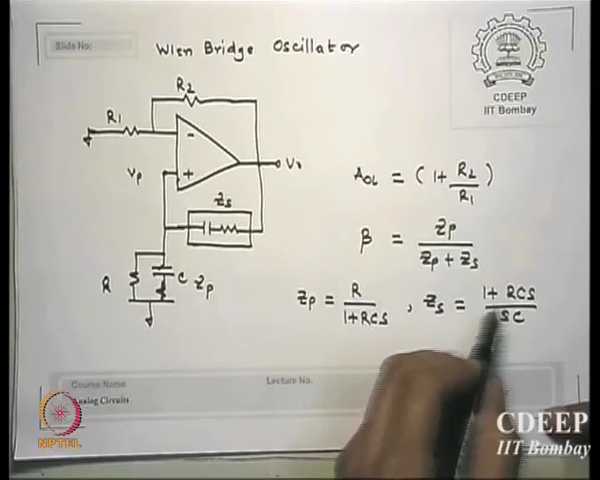 Slide No:
Wien Bridge Oscillator
CDEEP
IIT Bombay
R2
R1
-
+
Vo
Vp
Zs
R
C
Zp
AOL = (1 + R2/R1)
β = Zp / (Zp + Zs)
Zp = R / (1 + RCS) , Zs = (1 + RCS) / SC
Course Name
Analog Circuits
Lecture No.
NPTEL
CDEEP
IIT Bombay